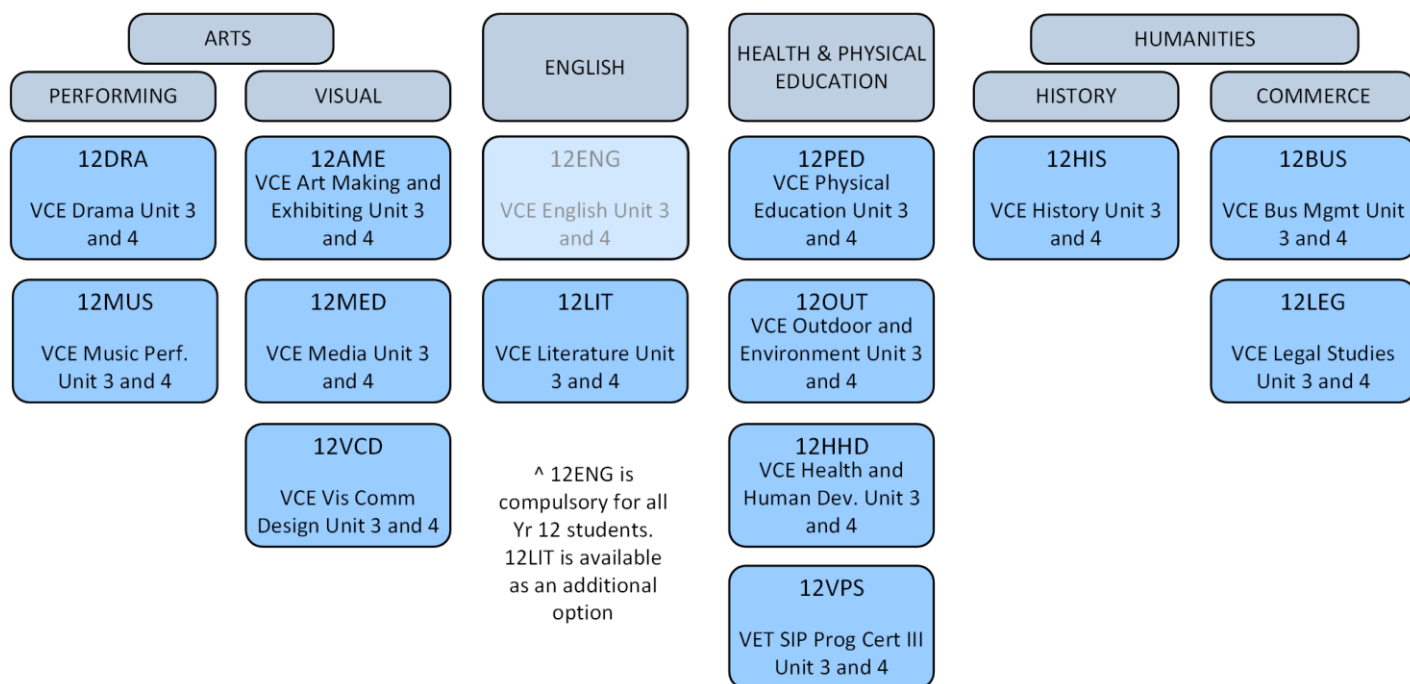 ARTS
PERFORMING
VISUAL
12DRA
VCE Drama Unit 3
and 4
12MUS
VCE Music Perf.
Unit 3 and 4
12AME
VCE Art Making and
Exhibiting Unit 3
and 4
12MED
VCE Media Unit 3
and 4
12VCD
VCE Vis Comm
Design Unit 3 and 4
ENGLISH
12ENG
VCE English Unit 3
and 4
12LIT
VCE Literature Unit
3 and 4
^ 12ENG is
compulsory for all
Yr 12 students.
12LIT is available
as an additional
option
HEALTH & PHYSICAL
EDUCATION
12PED
VCE Physical
Education Unit 3
and 4
12OUT
VCE Outdoor and
Environment Unit 3
and 4
12HHD
VCE Health and
Human Dev. Unit 3
and 4
12VPS
VET SIP Prog Cert III
Unit 3 and 4
HUMANITIES
HISTORY
COMMERCE
12HIS
VCE History Unit 3
and 4
12BUS
VCE Bus Mgmt Unit
3 and 4
12LEG
VCE Legal Studies
Unit 3 and 4